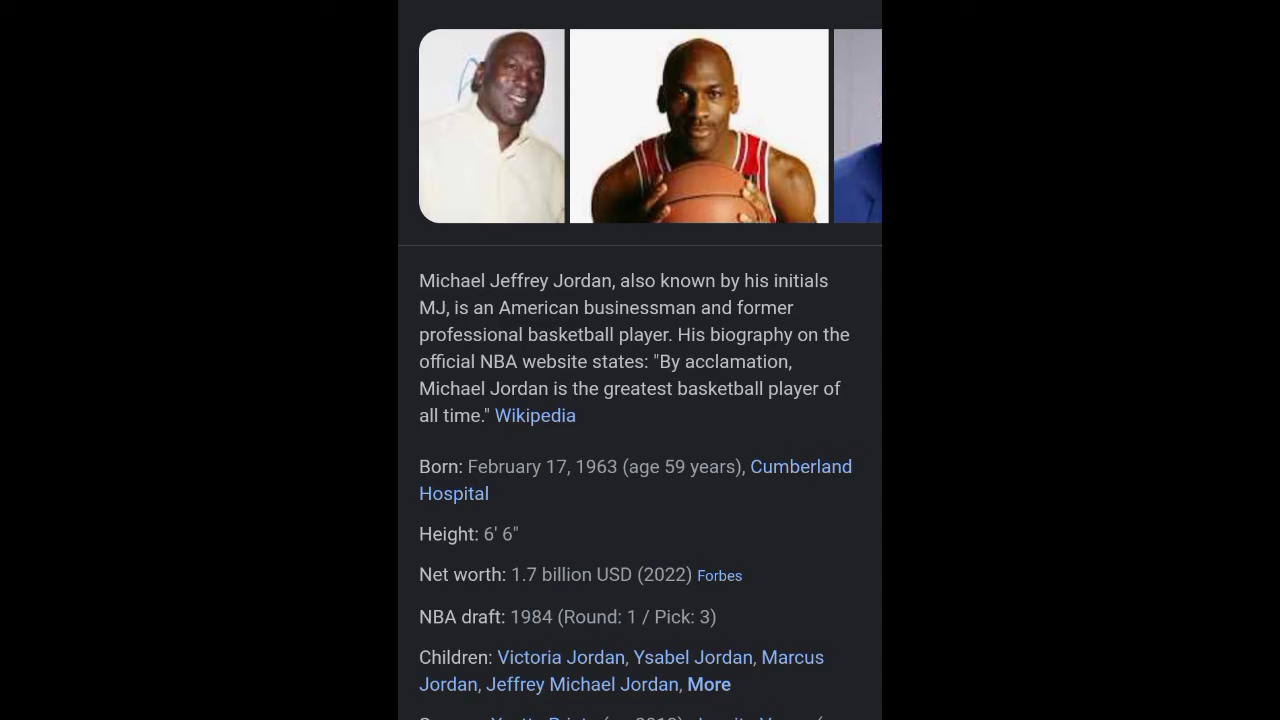 Michael Jeffrey Jordan, also known by his initials
MJ, is an American businessman and former
professional basketball player. His biography on the
official NBA website states: "By acclamation,
Michael Jordan is the greatest basketball player of
all time." Wikipedia
Born: February 17, 1963 (age 59 years), Cumberland
Hospital
Height: 6' 6"
Net worth: 1.7 billion USD (2022) Forbes
NBA draft: 1984 (Round: 1 / Pick: 3)
Children: Victoria Jordan, Ysabel Jordan, Marcus
Jordan, Jeffrey Michael Jordan, More